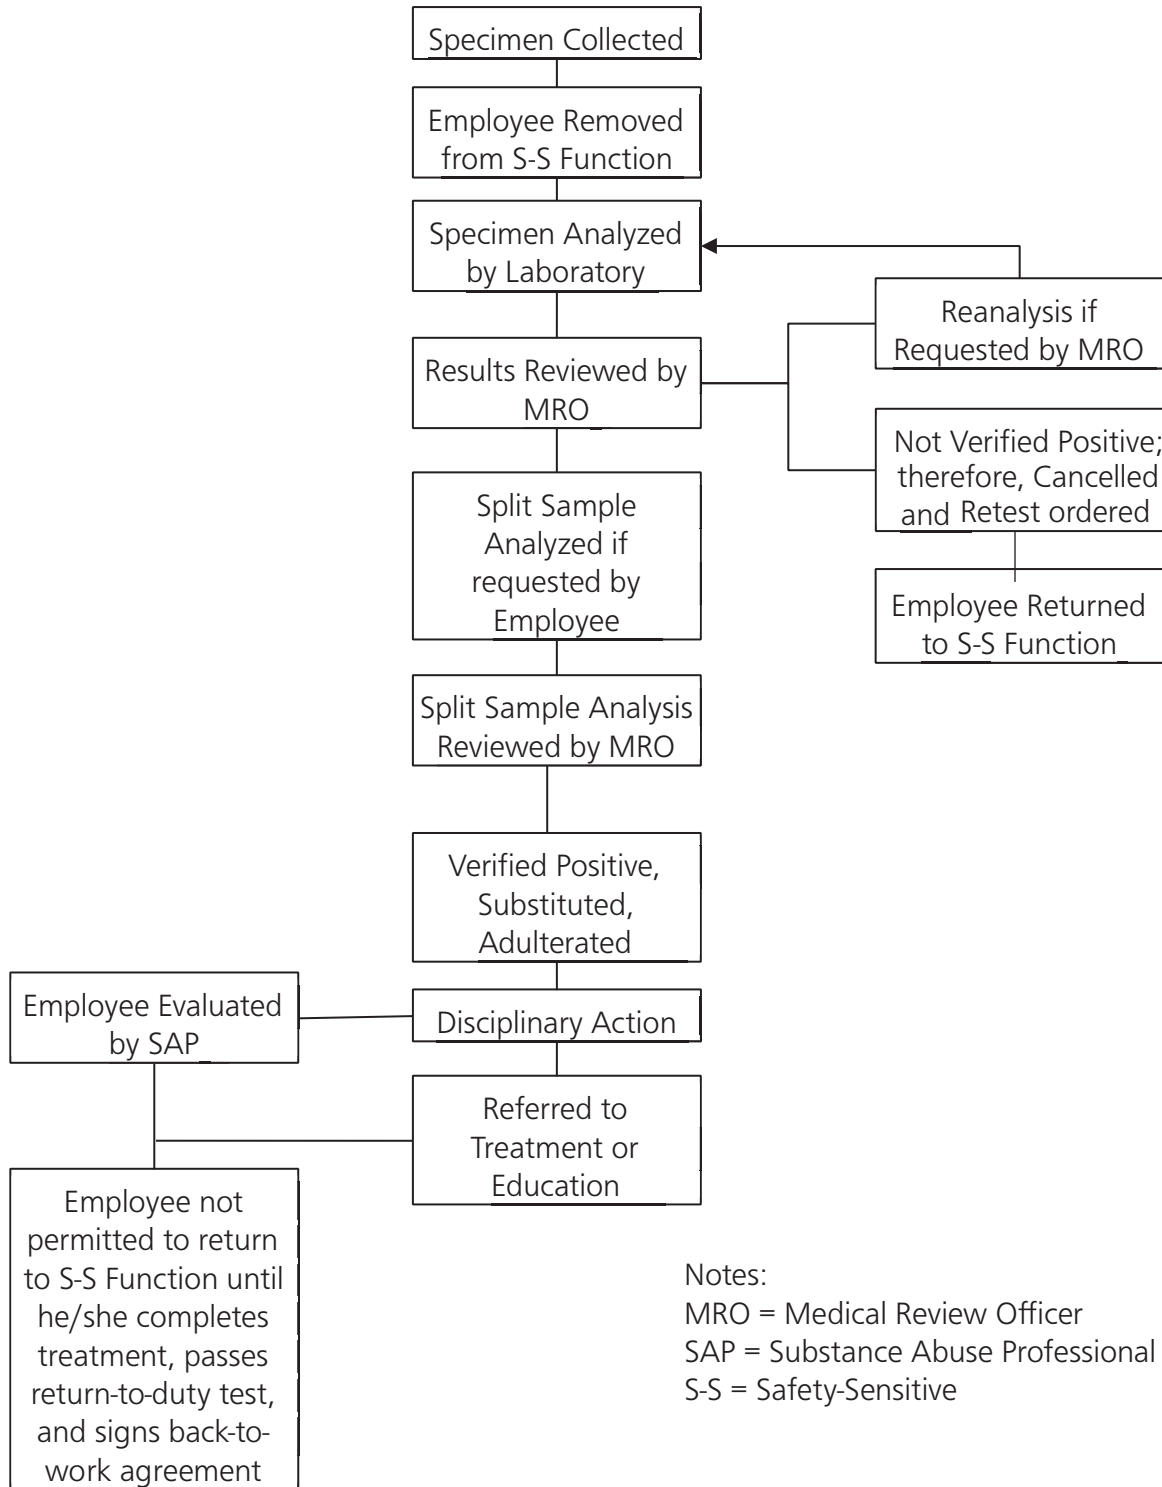 Specimen Collected
Employee Removed
from S-S Function
Specimen Analyzed
by Laboratory
Reanalysis if
Requested by MRO
Results Reviewed by
MRO
Not Verified Positive;
therefore, Cancelled
and Retest ordered
Split Sample
Analyzed if
requested by
Employee
Employee Returned
to S-S Function
Split Sample Analysis
Reviewed by MRO
Verified Positive,
Substituted,
Adulterated
Employee Evaluated
by SAP
Disciplinary Action
Referred to
Treatment or
Education
Employee not
permitted to return
to S-S Function until
he/she completes
treatment, passes
return-to-duty test,
and signs back-to-
work agreement
Notes:
MRO = Medical Review Officer
SAP = Substance Abuse Professional
S-S = Safety-Sensitive